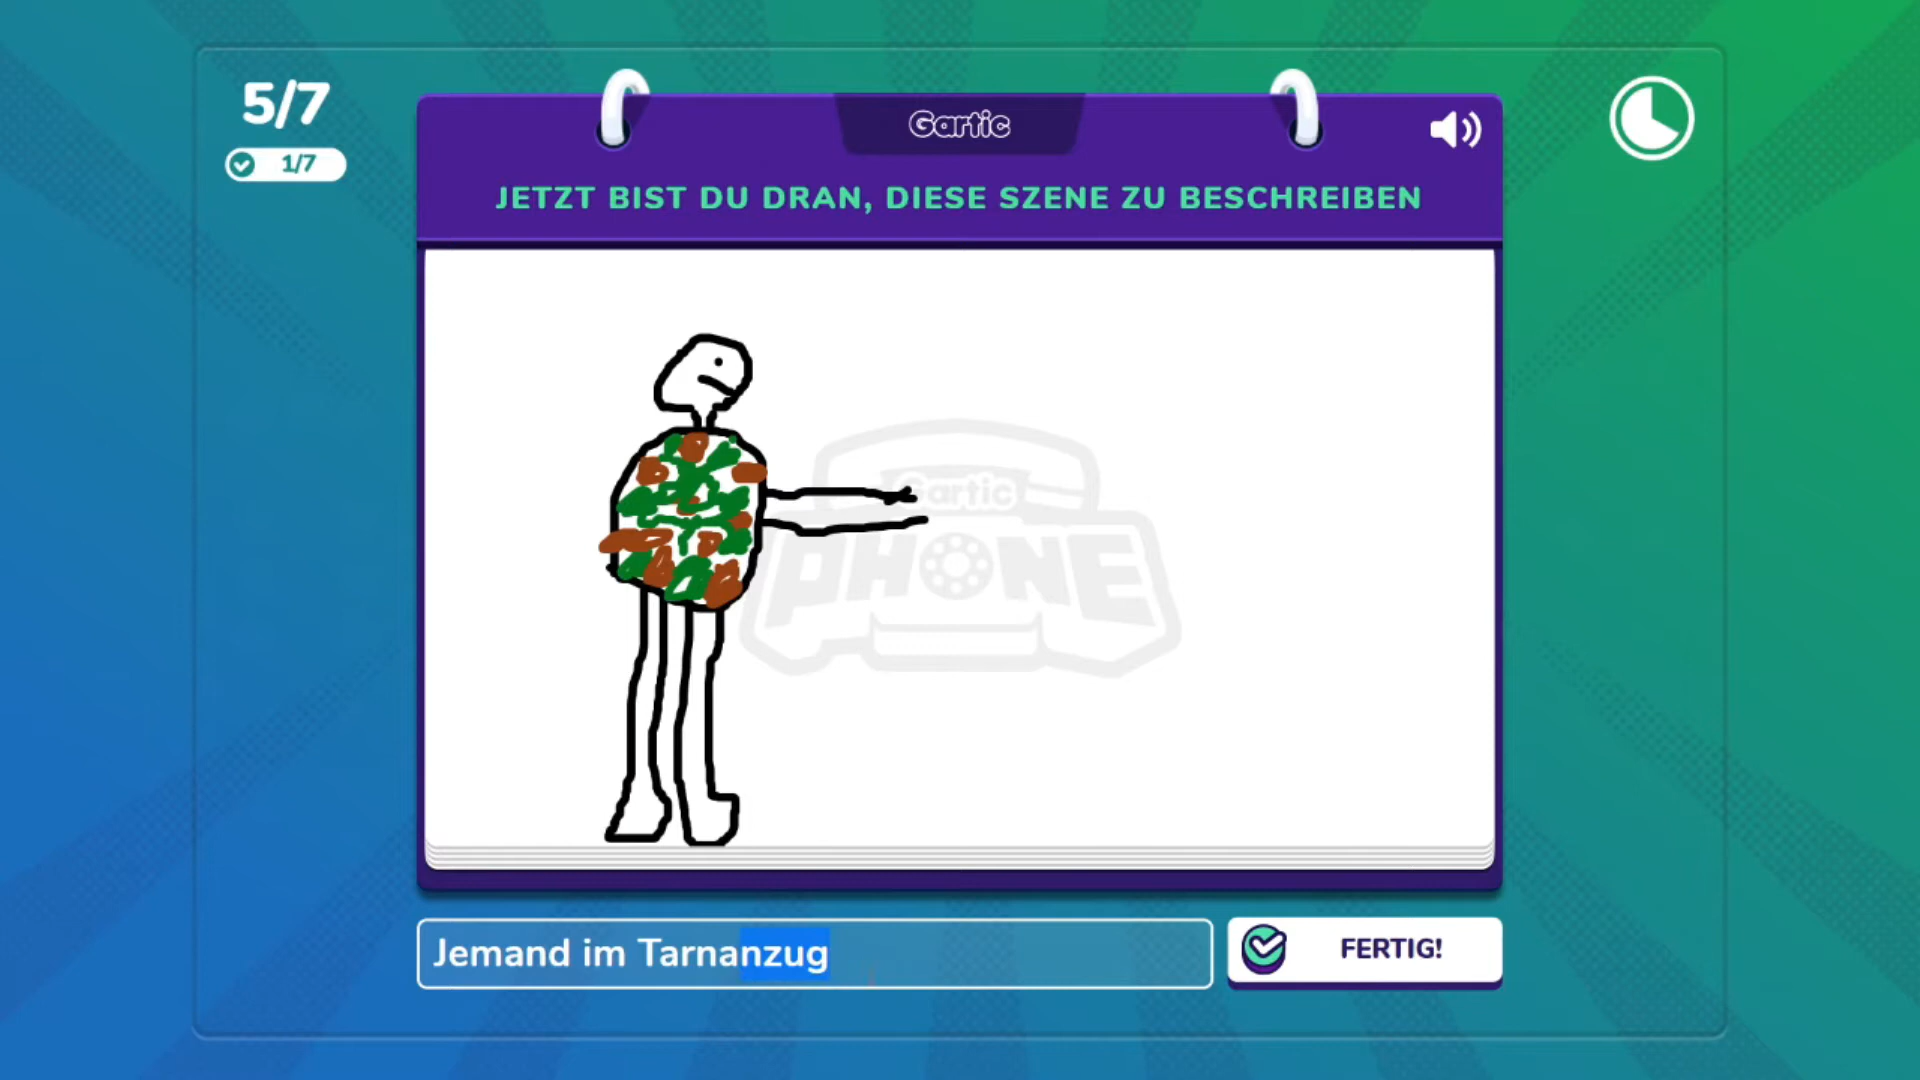 5/7
1/7
Gartic
JETZT BIST DU DRAN, DIESE SZENE ZU BESCHREIBEN
Gartic
PHONE
Jemand im Tarnanzug
FERTIG!